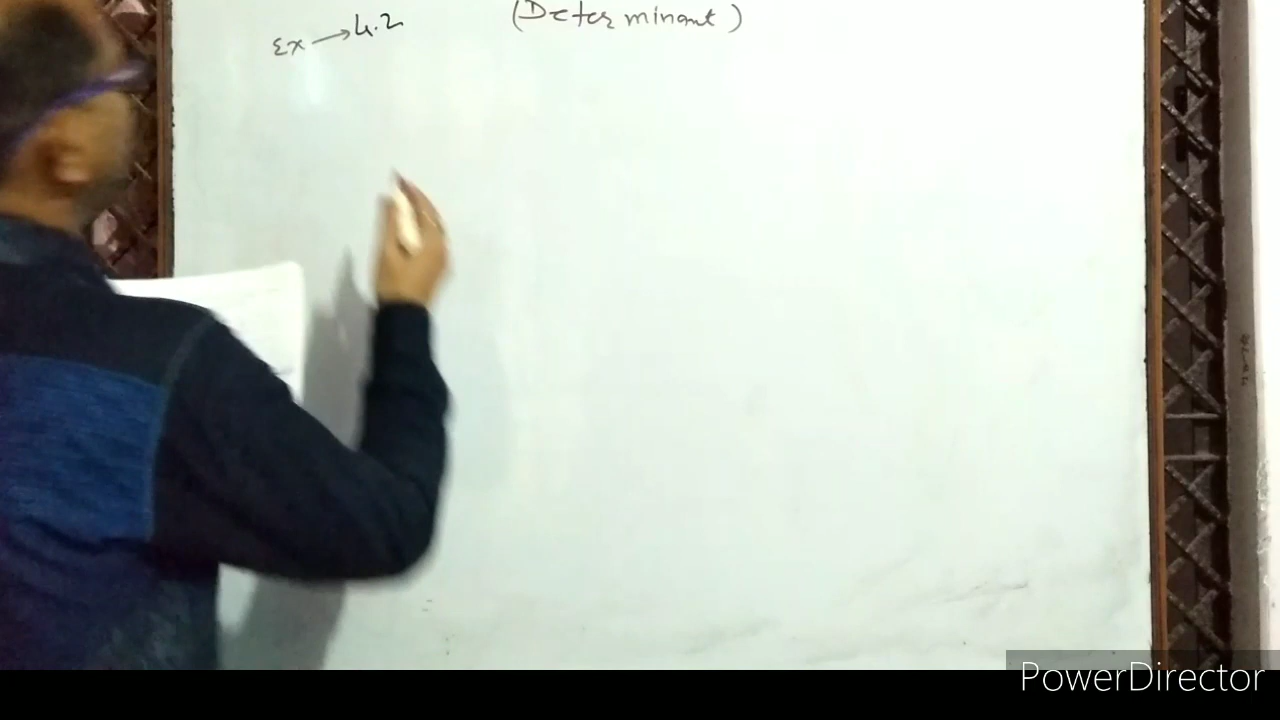 (Determinant)
Ex → 4.2
PowerDirector